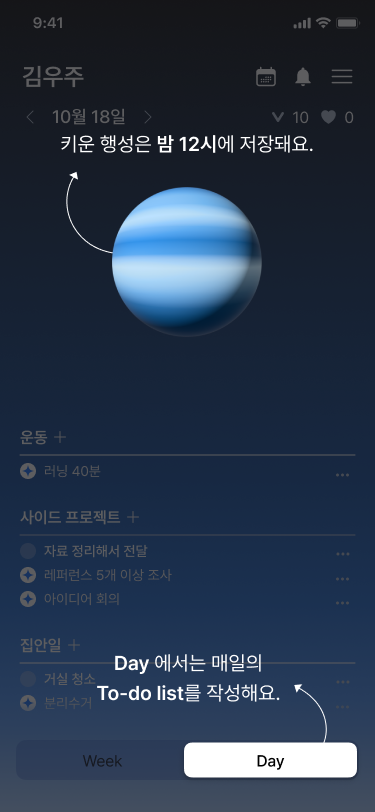 9:41
김우주
10월 18일
10
0
키운 행성은 밤 12시에 저장돼요.
운동
러닝 40분
사이드 프로젝트
자료 정리해서 전달
레퍼런스 5개 이상 조사
아이디어 회의
집안일
Day 에서는 매일의
거실 청소
To-do list를 작성해요.
분리수거
Week
Day